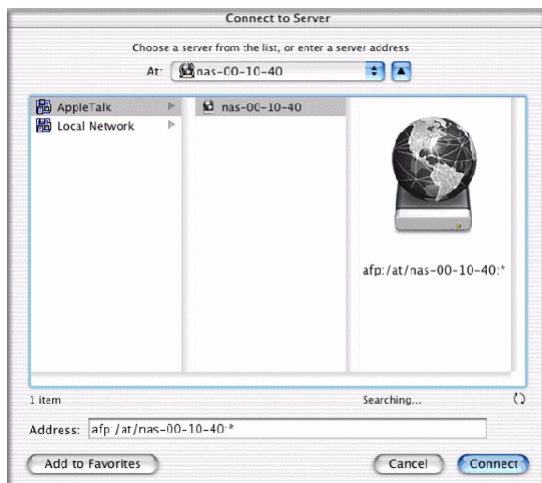 Connect to Server
Choose a server from the list, or enter a server address
At: nas-00-10-40
AppleTalk
Local Network
nas-00-10-40
afp:/at/nas-00-10-40:*
1 item
Searching...
Address: afp:/at/nas-00-10-40:*
Add to Favorites
Cancel
Connect